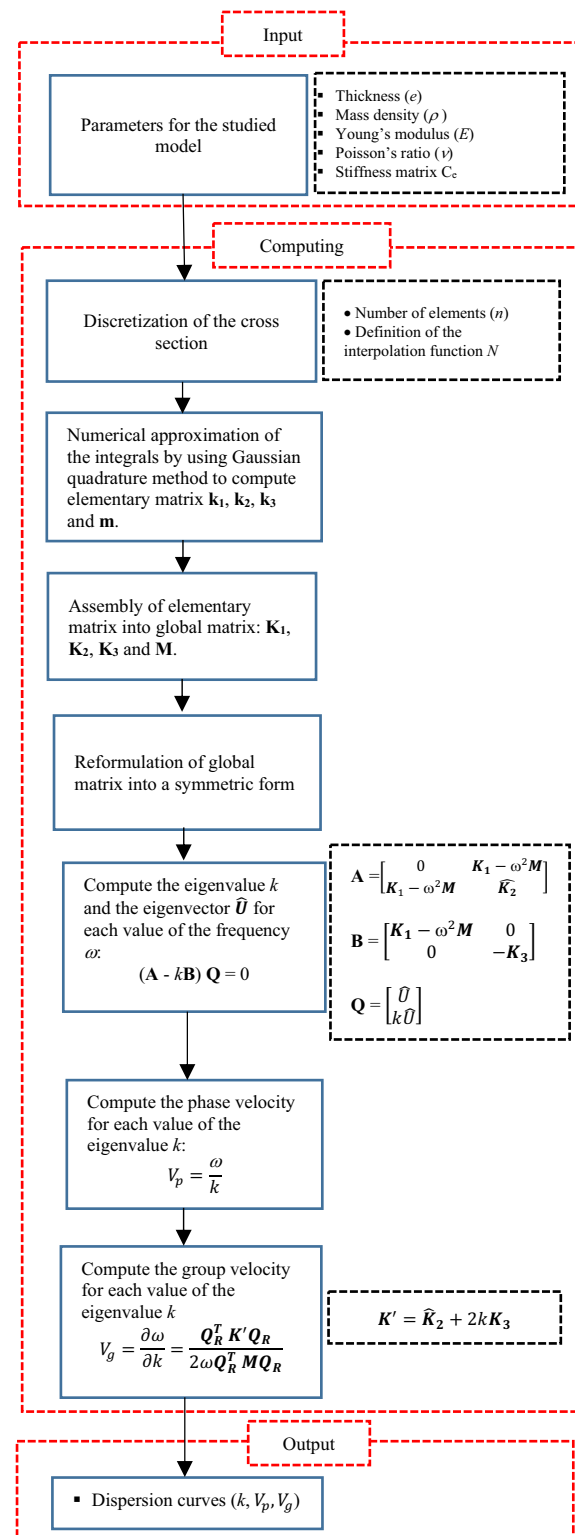 Input
Parameters for the studied
model
▪ Thickness (e)
▪ Mass density (ρ )
▪ Young's modulus (E)
▪ Poisson's ratio (ν)
▪ Stiffness matrix Cₑ
Computing
Discretization of the cross
section
• Number of elements (n)
• Definition of the
interpolation function N
Numerical approximation of
the integrals by using Gaussian
quadrature method to compute
elementary matrix k₁, k₂, k₃
and m.
Assembly of elementary
matrix into global matrix: K₁,
K₂, K₃ and M.
Reformulation of global
matrix into a symmetric form
Compute the eigenvalue k
and the eigenvector Û for
each value of the frequency
ω:
(A - kB) Q = 0
A = [ 0 K₁ − ω²M
K₁ − ω²M K̂₂ ]
B = [ K₁ − ω²M 0
0 −K₃ ]
Q = [ Û
kÛ ]
Compute the phase velocity
for each value of the
eigenvalue k:
Vₚ = ω/k
Compute the group velocity
for each value of the
eigenvalue k
V_g = ∂ω/∂k = Q_R^T K′Q_R / 2ωQ_R^T MQ_R
K′ = K̂₂ + 2kK₃
Output
▪ Dispersion curves (k, Vₚ, V_g)